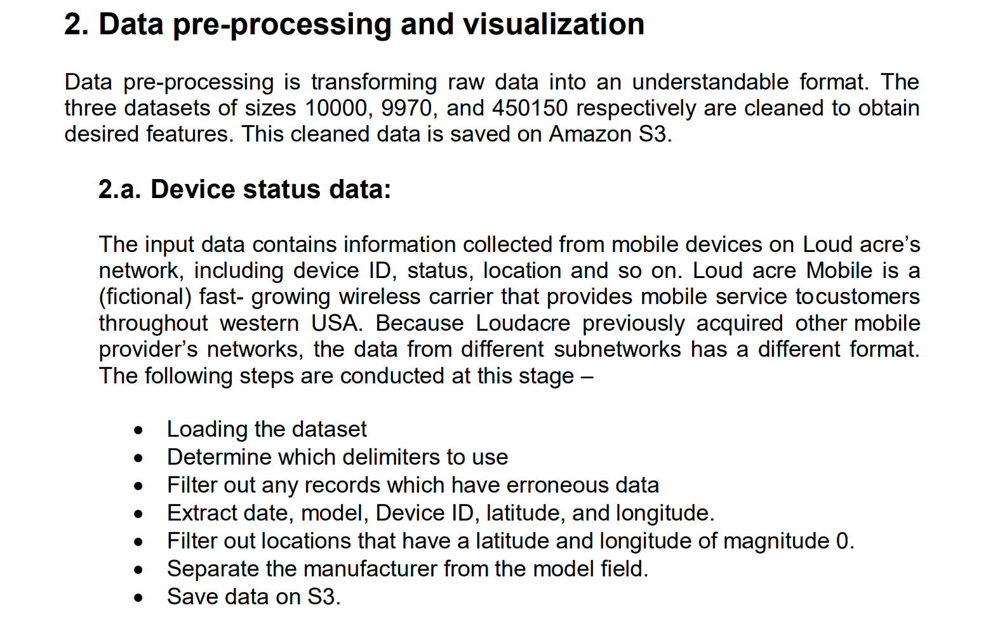 2. Data pre-processing and visualization
Data pre-processing is transforming raw data into an understandable format. The
three datasets of sizes 10000, 9970, and 450150 respectively are cleaned to obtain
desired features. This cleaned data is saved on Amazon S3.
2.a. Device status data:
The input data contains information collected from mobile devices on Loud acre’s
network, including device ID, status, location and so on. Loud acre Mobile is a
(fictional) fast- growing wireless carrier that provides mobile service tocustomers
throughout western USA. Because Loudacre previously acquired other mobile
provider’s networks, the data from different subnetworks has a different format.
The following steps are conducted at this stage –
• Loading the dataset
• Determine which delimiters to use
• Filter out any records which have erroneous data
• Extract date, model, Device ID, latitude, and longitude.
• Filter out locations that have a latitude and longitude of magnitude 0.
• Separate the manufacturer from the model field.
• Save data on S3.